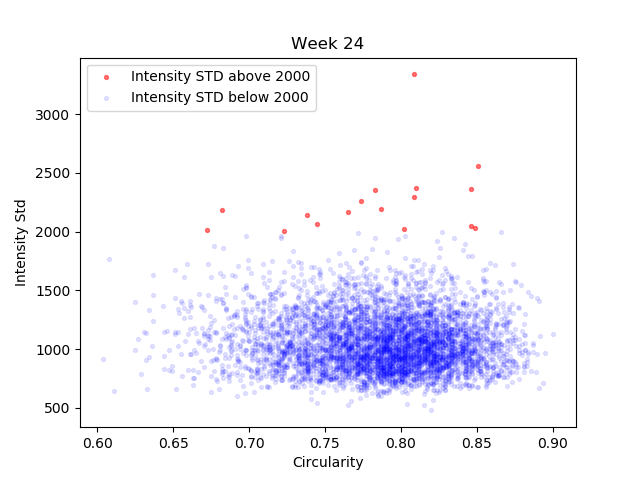 Week 24
Intensity STD above 2000
Intensity STD below 2000
3000
2500
2000
1500
1000
500
Intensity Std
0.60 0.65 0.70 0.75 0.80 0.85 0.90
Circularity